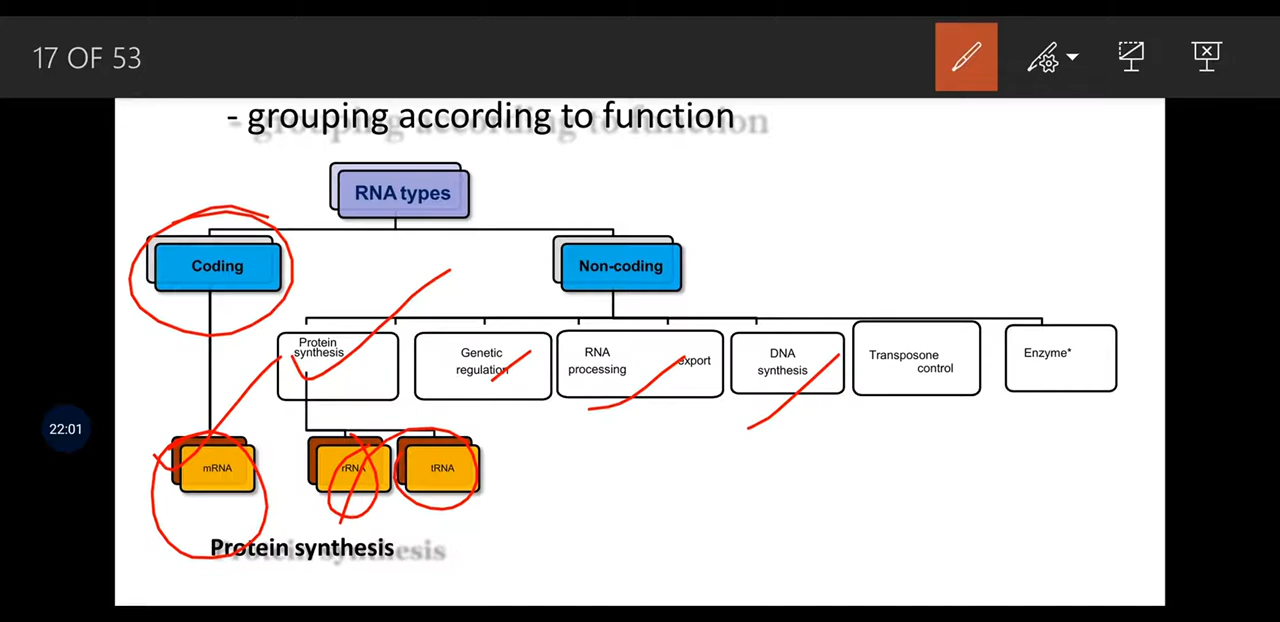 17 OF 53
- grouping according to function
RNA types
Coding
Non-coding
Protein
synthesis
Genetic
regulation
RNA
processing
export
DNA
synthesis
Transposone
control
Enzyme*
22:01
mRNA
rRNA
tRNA
Protein synthesis